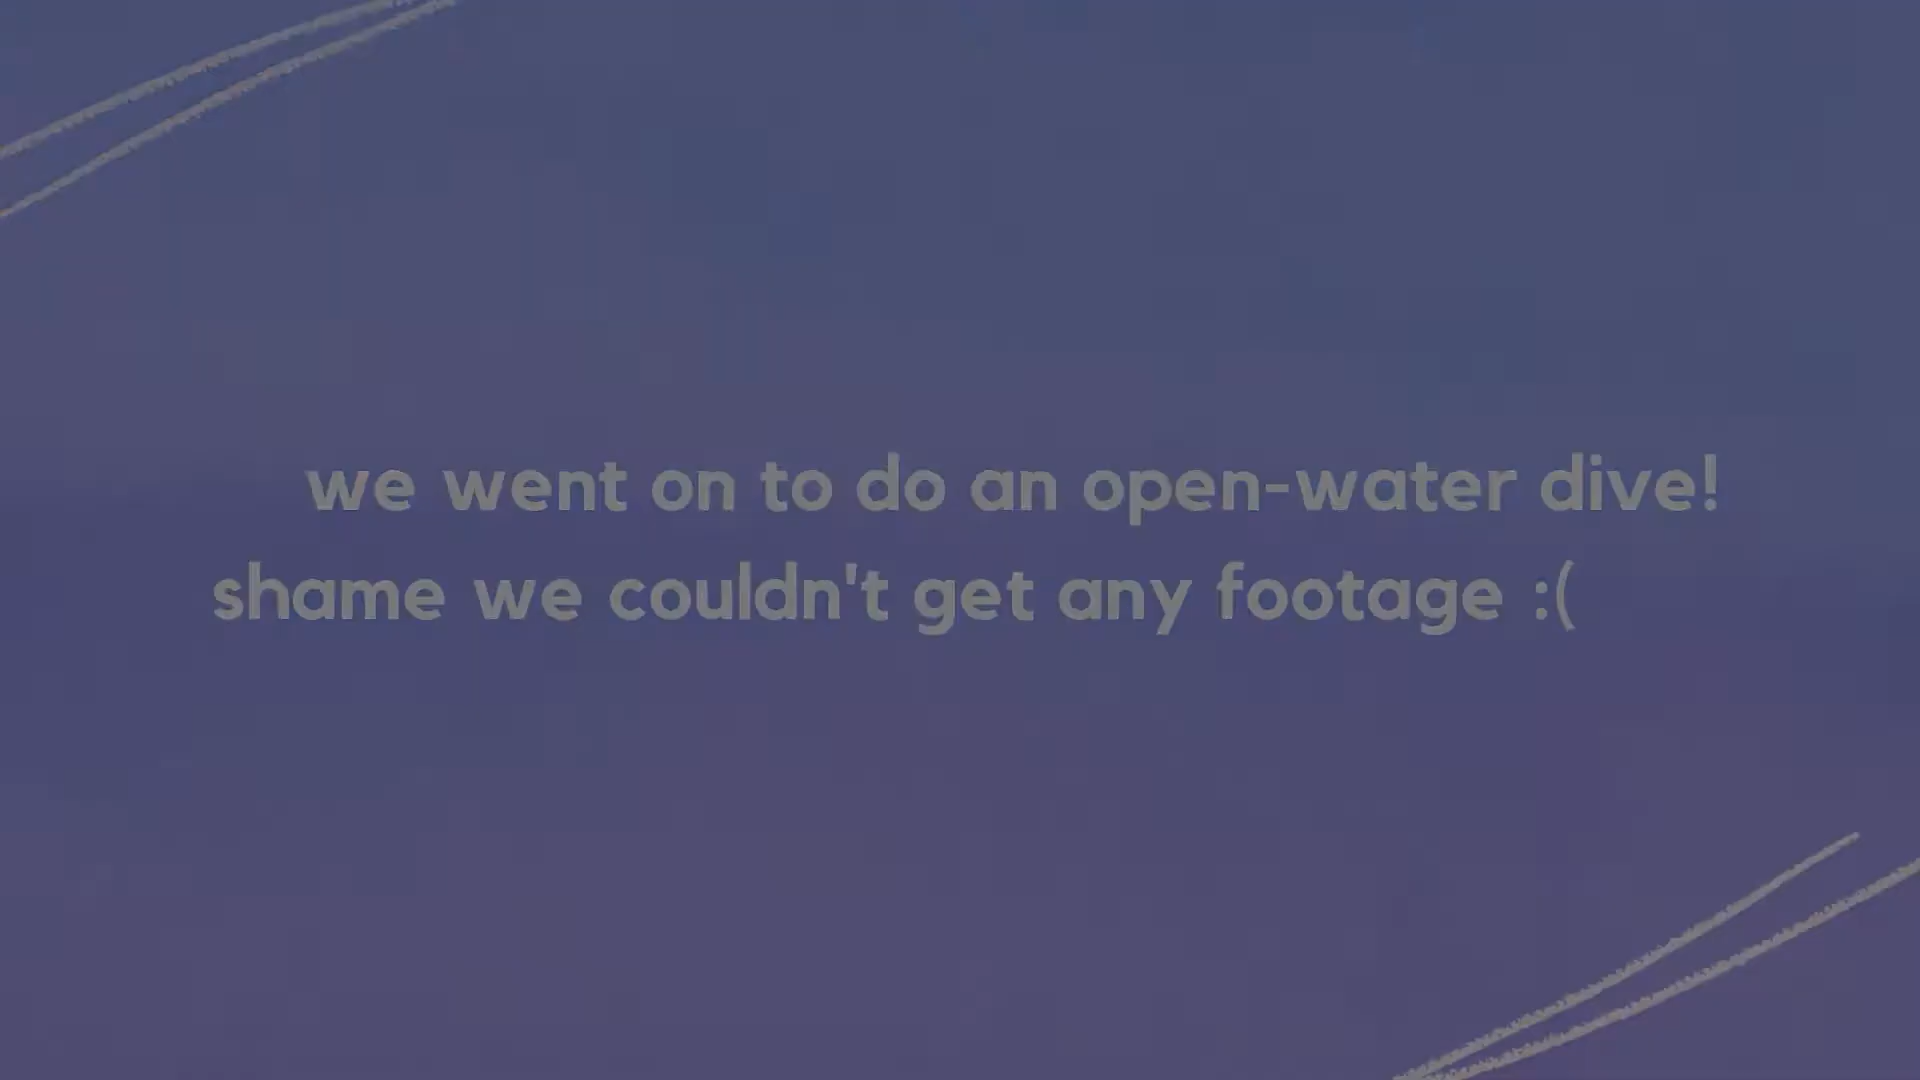 we went on to do an open-water dive!
shame we couldn't get any footage :(